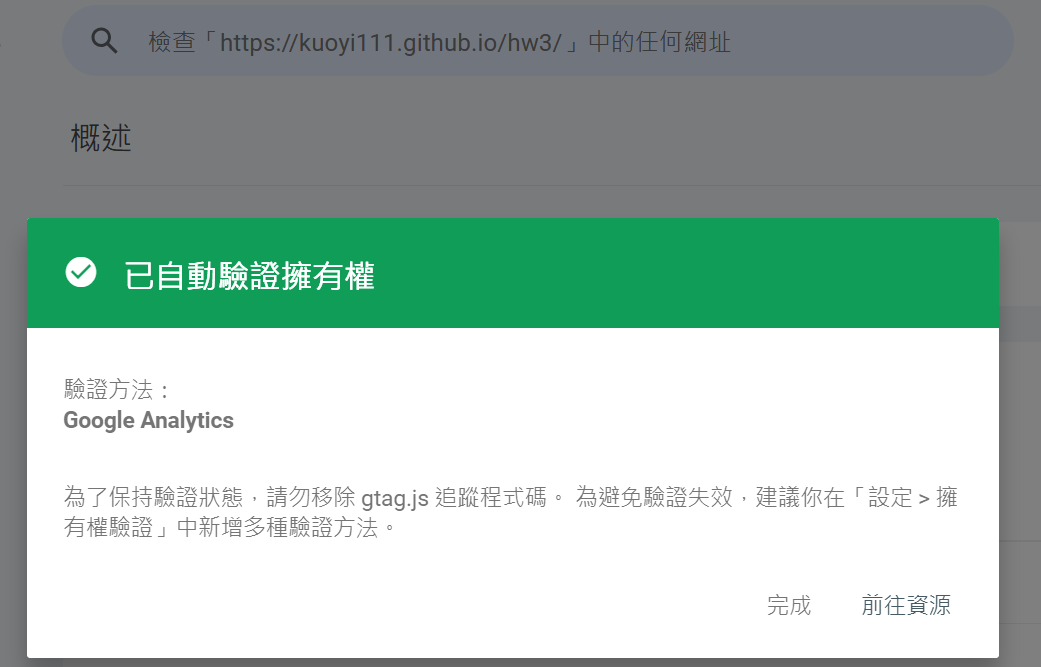 檢查「https://kuoyi111.github.io/hw3/」中的任何網址
概述
已自動驗證擁有權
驗證方法：
Google Analytics
為了保持驗證狀態，請勿移除 gtag.js 追蹤程式碼。 為避免驗證失效，建議你在「設定 > 擁
有權驗證」中新增多種驗證方法。
完成 前往資源